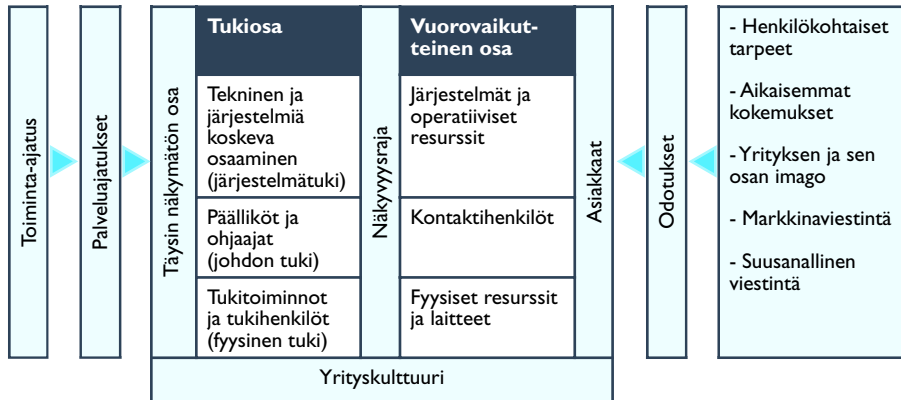 Toiminta-ajatus
Palveluajatukset
Täysin näkymätön osa
Tukiosa
Tekninen ja
järjestelmiä
koskeva
osaaminen
(järjestelmätuki)
Päälliköt ja
ohjaajat
(johdon tuki)
Tukitoiminnot
ja tukihenkilöt
(fyysinen tuki)
Näkyvyysraja
Vuorovaikut-
teinen osa
Järjestelmät ja
operatiiviset
resurssit
Kontaktihenkilöt
Fyysiset resurssit
ja laitteet
Asiakkaat
Yrityskulttuuri
Odotukset
- Henkilökohtaiset
tarpeet
- Aikaisemmat
kokemukset
- Yrityksen ja sen
osan imago
- Markkinaviestintä
- Suusanallinen
viestintä